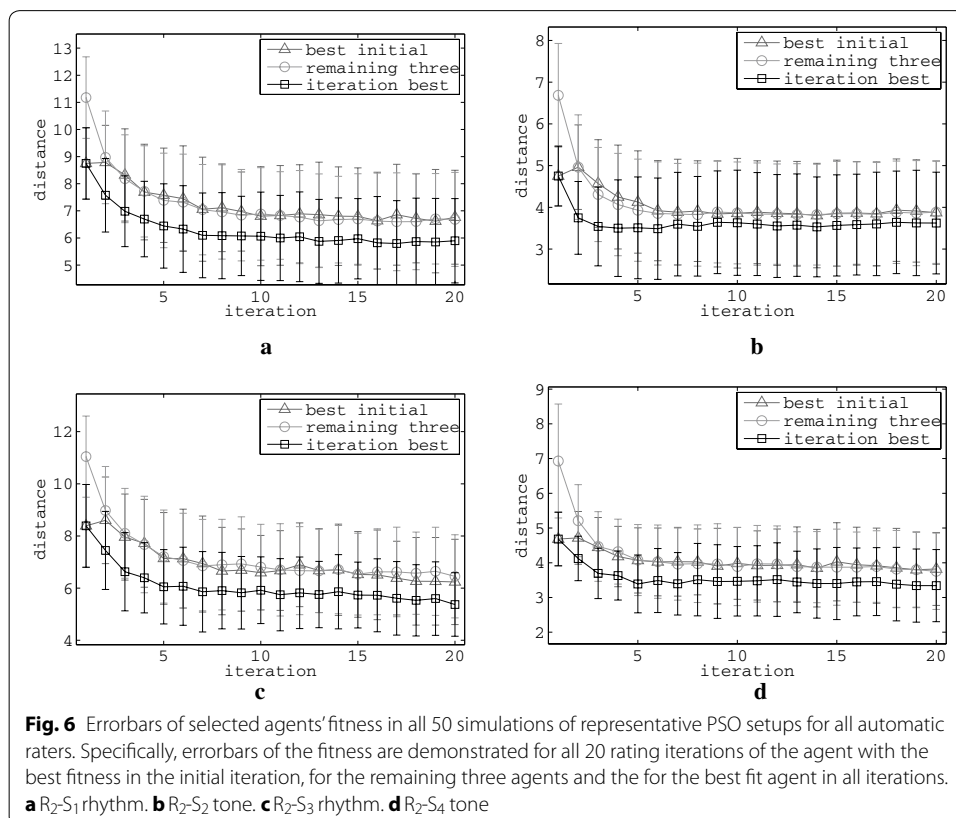 13
12
11
10
9
8
7
6
5
distance
best initial
remaining three
iteration best
5 10 15 20
iteration
a
8
7
6
5
4
3
distance
best initial
remaining three
iteration best
5 10 15 20
iteration
b
12
10
8
6
4
distance
best initial
remaining three
iteration best
5 10 15 20
iteration
c
9
8
7
6
5
4
3
2
distance
best initial
remaining three
iteration best
5 10 15 20
iteration
d
Fig. 6 Errorbars of selected agents' fitness in all 50 simulations of representative PSO setups for all automatic
raters. Specifically, errorbars of the fitness are demonstrated for all 20 rating iterations of the agent with the
best fitness in the initial iteration, for the remaining three agents and the for the best fit agent in all iterations.
a R₂-S₁ rhythm. b R₂-S₂ tone. c R₂-S₃ rhythm. d R₂-S₄ tone